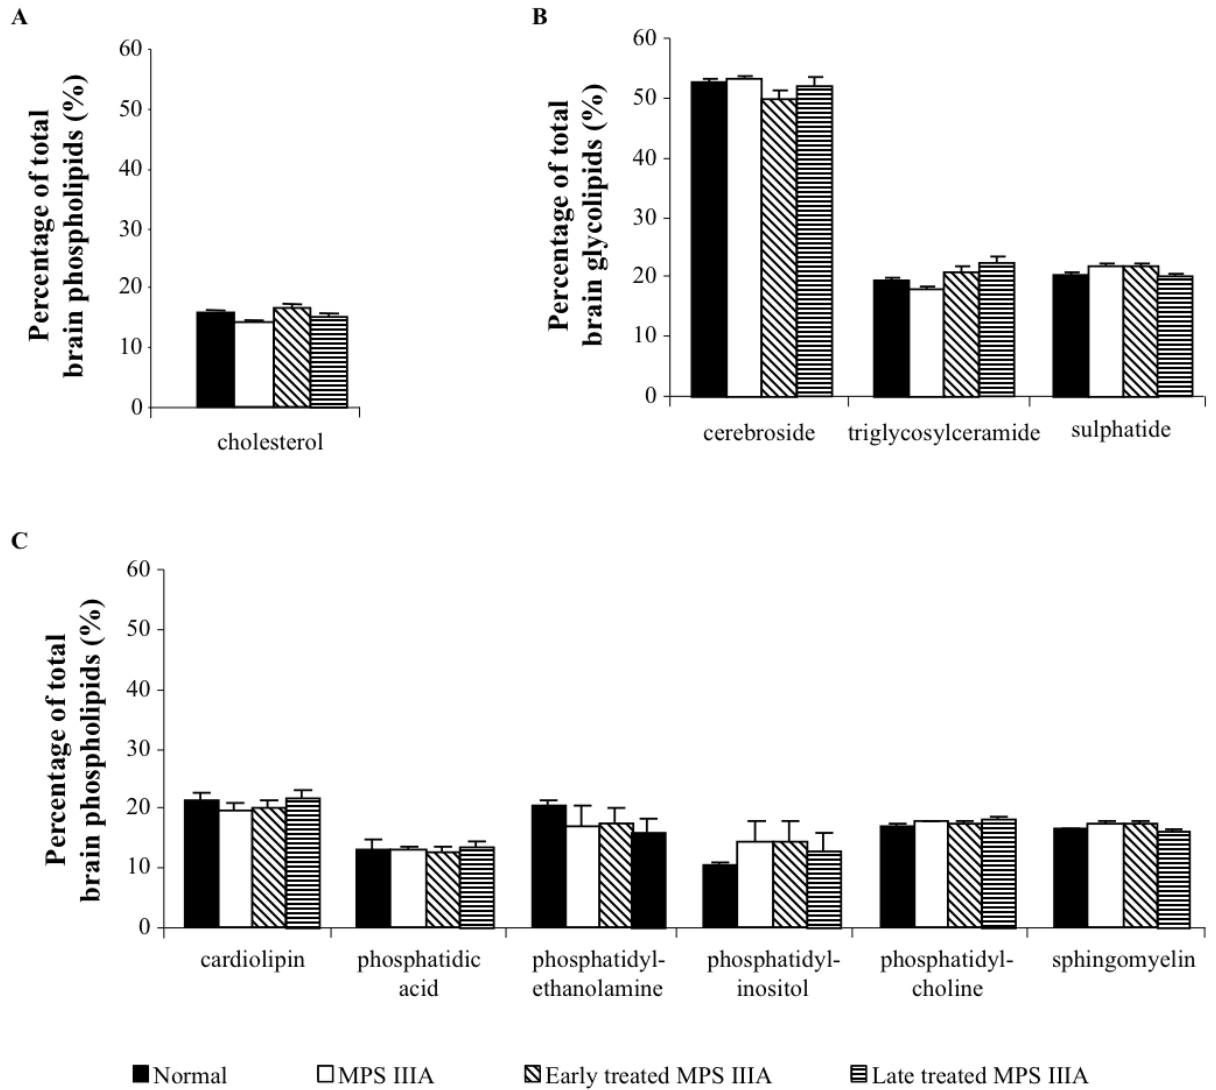 A
Percentage of total
brain phospholipids (%)
60
50
40
30
20
10
0
cholesterol
B
Percentage of total
brain glycolipids (%)
60
50
40
30
20
10
0
cerebroside
triglycosylceramide
sulphatide
C
Percentage of total
brain phospholipids (%)
60
50
40
30
20
10
0
cardiolipin
phosphatidic
acid
phosphatidyl-
ethanolamine
phosphatidyl-
inositol
phosphatidyl-
choline
sphingomyelin
Normal
MPS IIIA
Early treated MPS IIIA
Late treated MPS IIIA